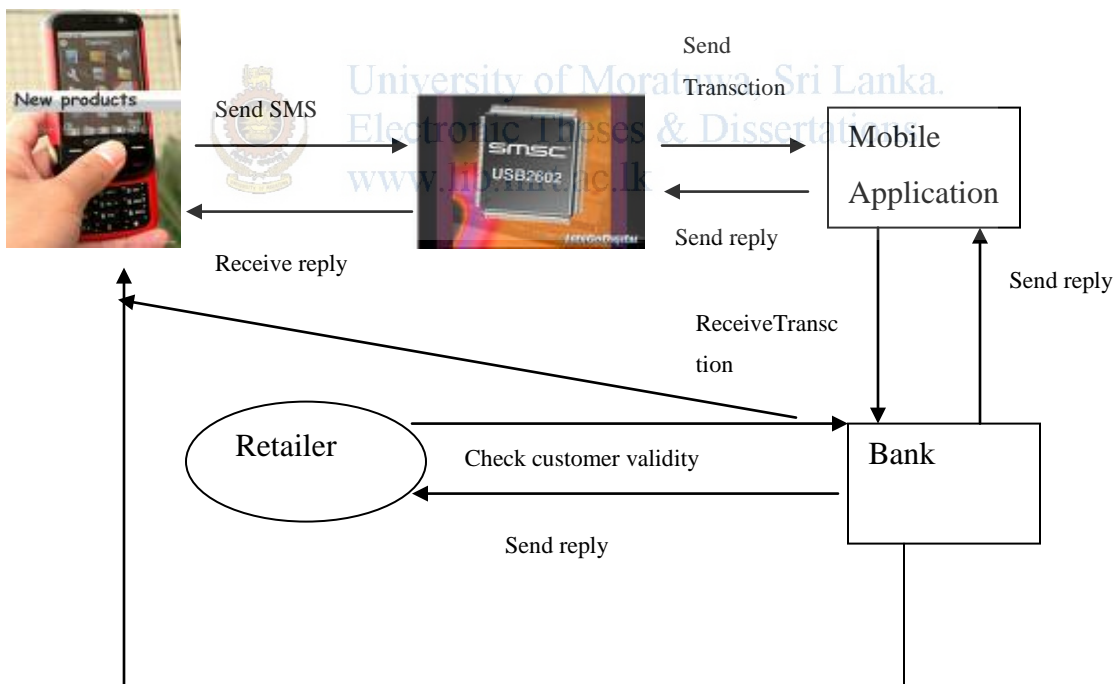 New products
Send SMS
University of Moratuwa, Sri Lanka.
Electronic Theses & Dissertations
www.lib.mrt.ac.lk
smsc
USB2602
LetsGoDigital
Send
Transction
Mobile
Application
Send reply
Receive reply
Send reply
ReceiveTransc
tion
Retailer
Check customer validity
Bank
Send reply